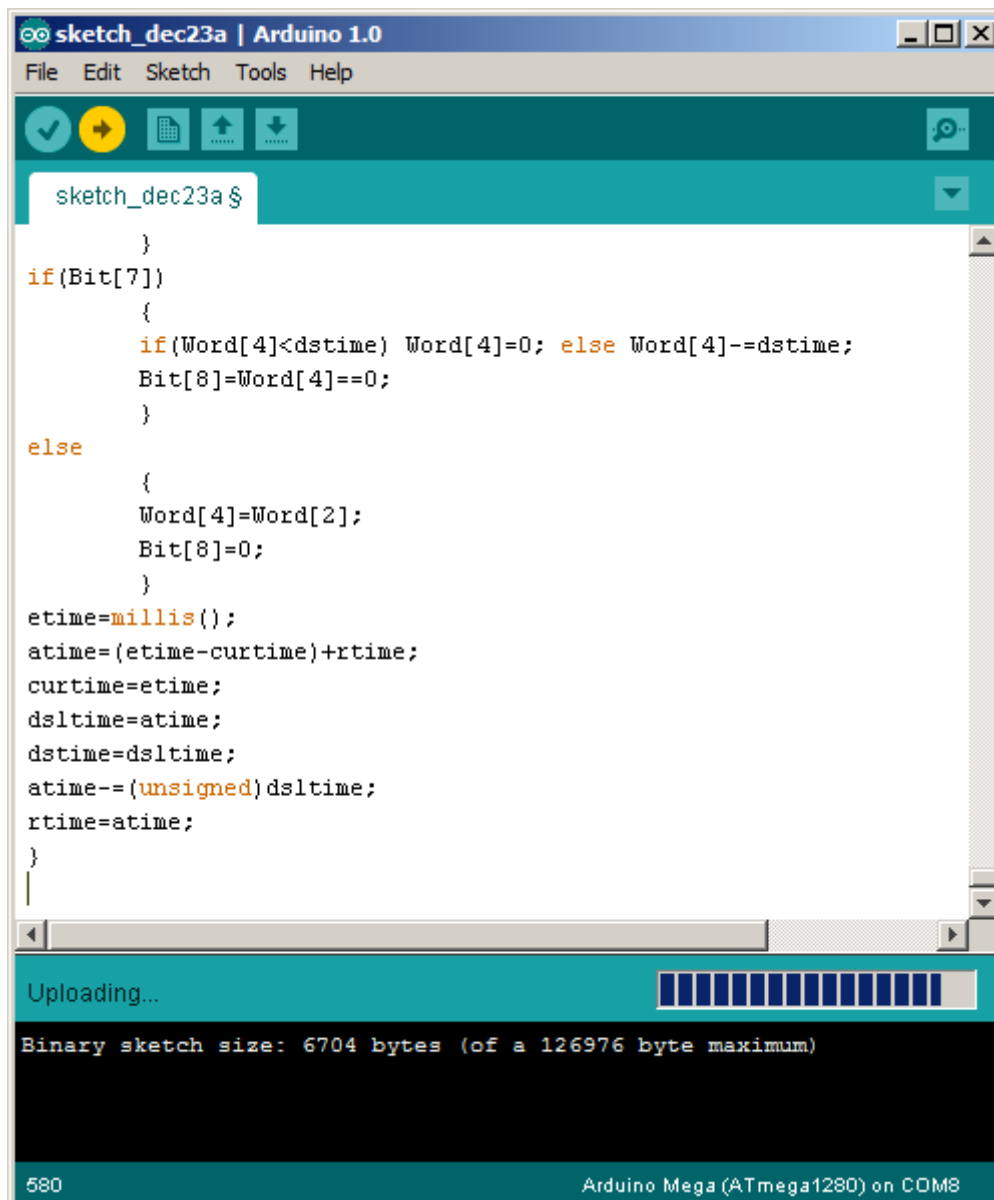 sketch_dec23a | Arduino 1.0
File Edit Sketch Tools Help
sketch_dec23a §
}
if(Bit[7])
{
if(Word[4]<dstime) Word[4]=0; else Word[4]-=dstime;
Bit[8]=Word[4]==0;
}
else
{
Word[4]=Word[2];
Bit[8]=0;
}
etime=millis();
atime=(etime-curtime)+rtime;
curtime=etime;
dsltime=atime;
dstime=dsltime;
atime-=(unsigned)dsltime;
rtime=atime;
}
Uploading...
Binary sketch size: 6704 bytes (of a 126976 byte maximum)
580 Arduino Mega (ATmega1280) on COM8